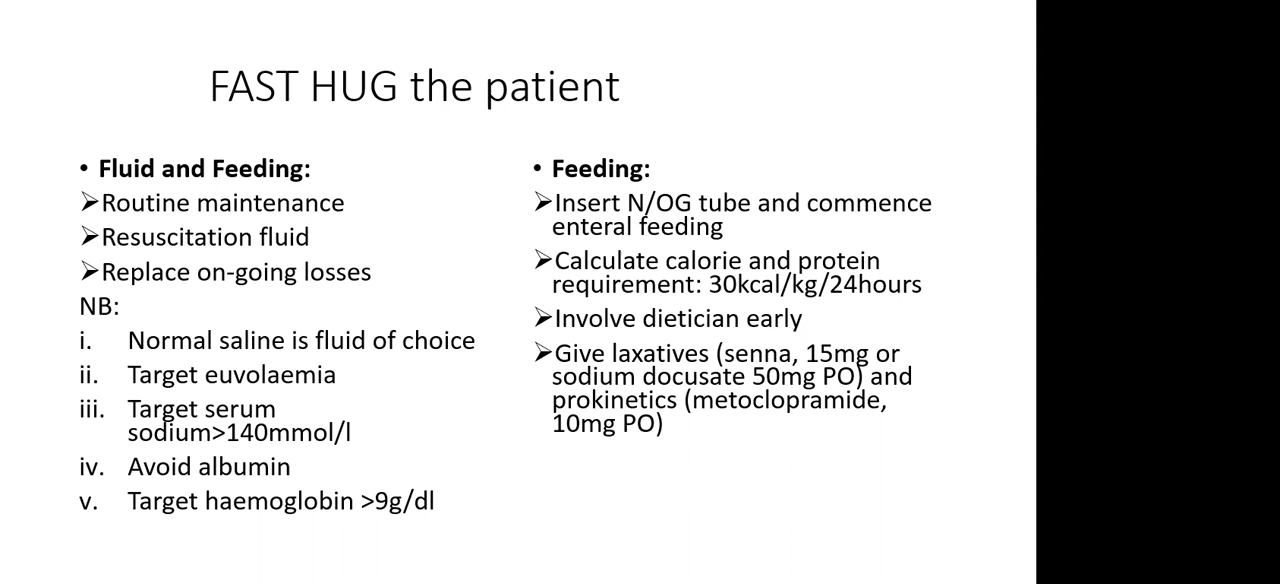 FAST HUG the patient
• Fluid and Feeding:
➢Routine maintenance
➢Resuscitation fluid
➢Replace on-going losses
NB:
i. Normal saline is fluid of choice
ii. Target euvolaemia
iii. Target serum
sodium>140mmol/l
iv. Avoid albumin
v. Target haemoglobin >9g/dl
• Feeding:
➢Insert N/OG tube and commence
enteral feeding
➢Calculate calorie and protein
requirement: 30kcal/kg/24hours
➢Involve dietician early
➢Give laxatives (senna, 15mg or
sodium docusate 50mg PO) and
prokinetics (metoclopramide,
10mg PO)